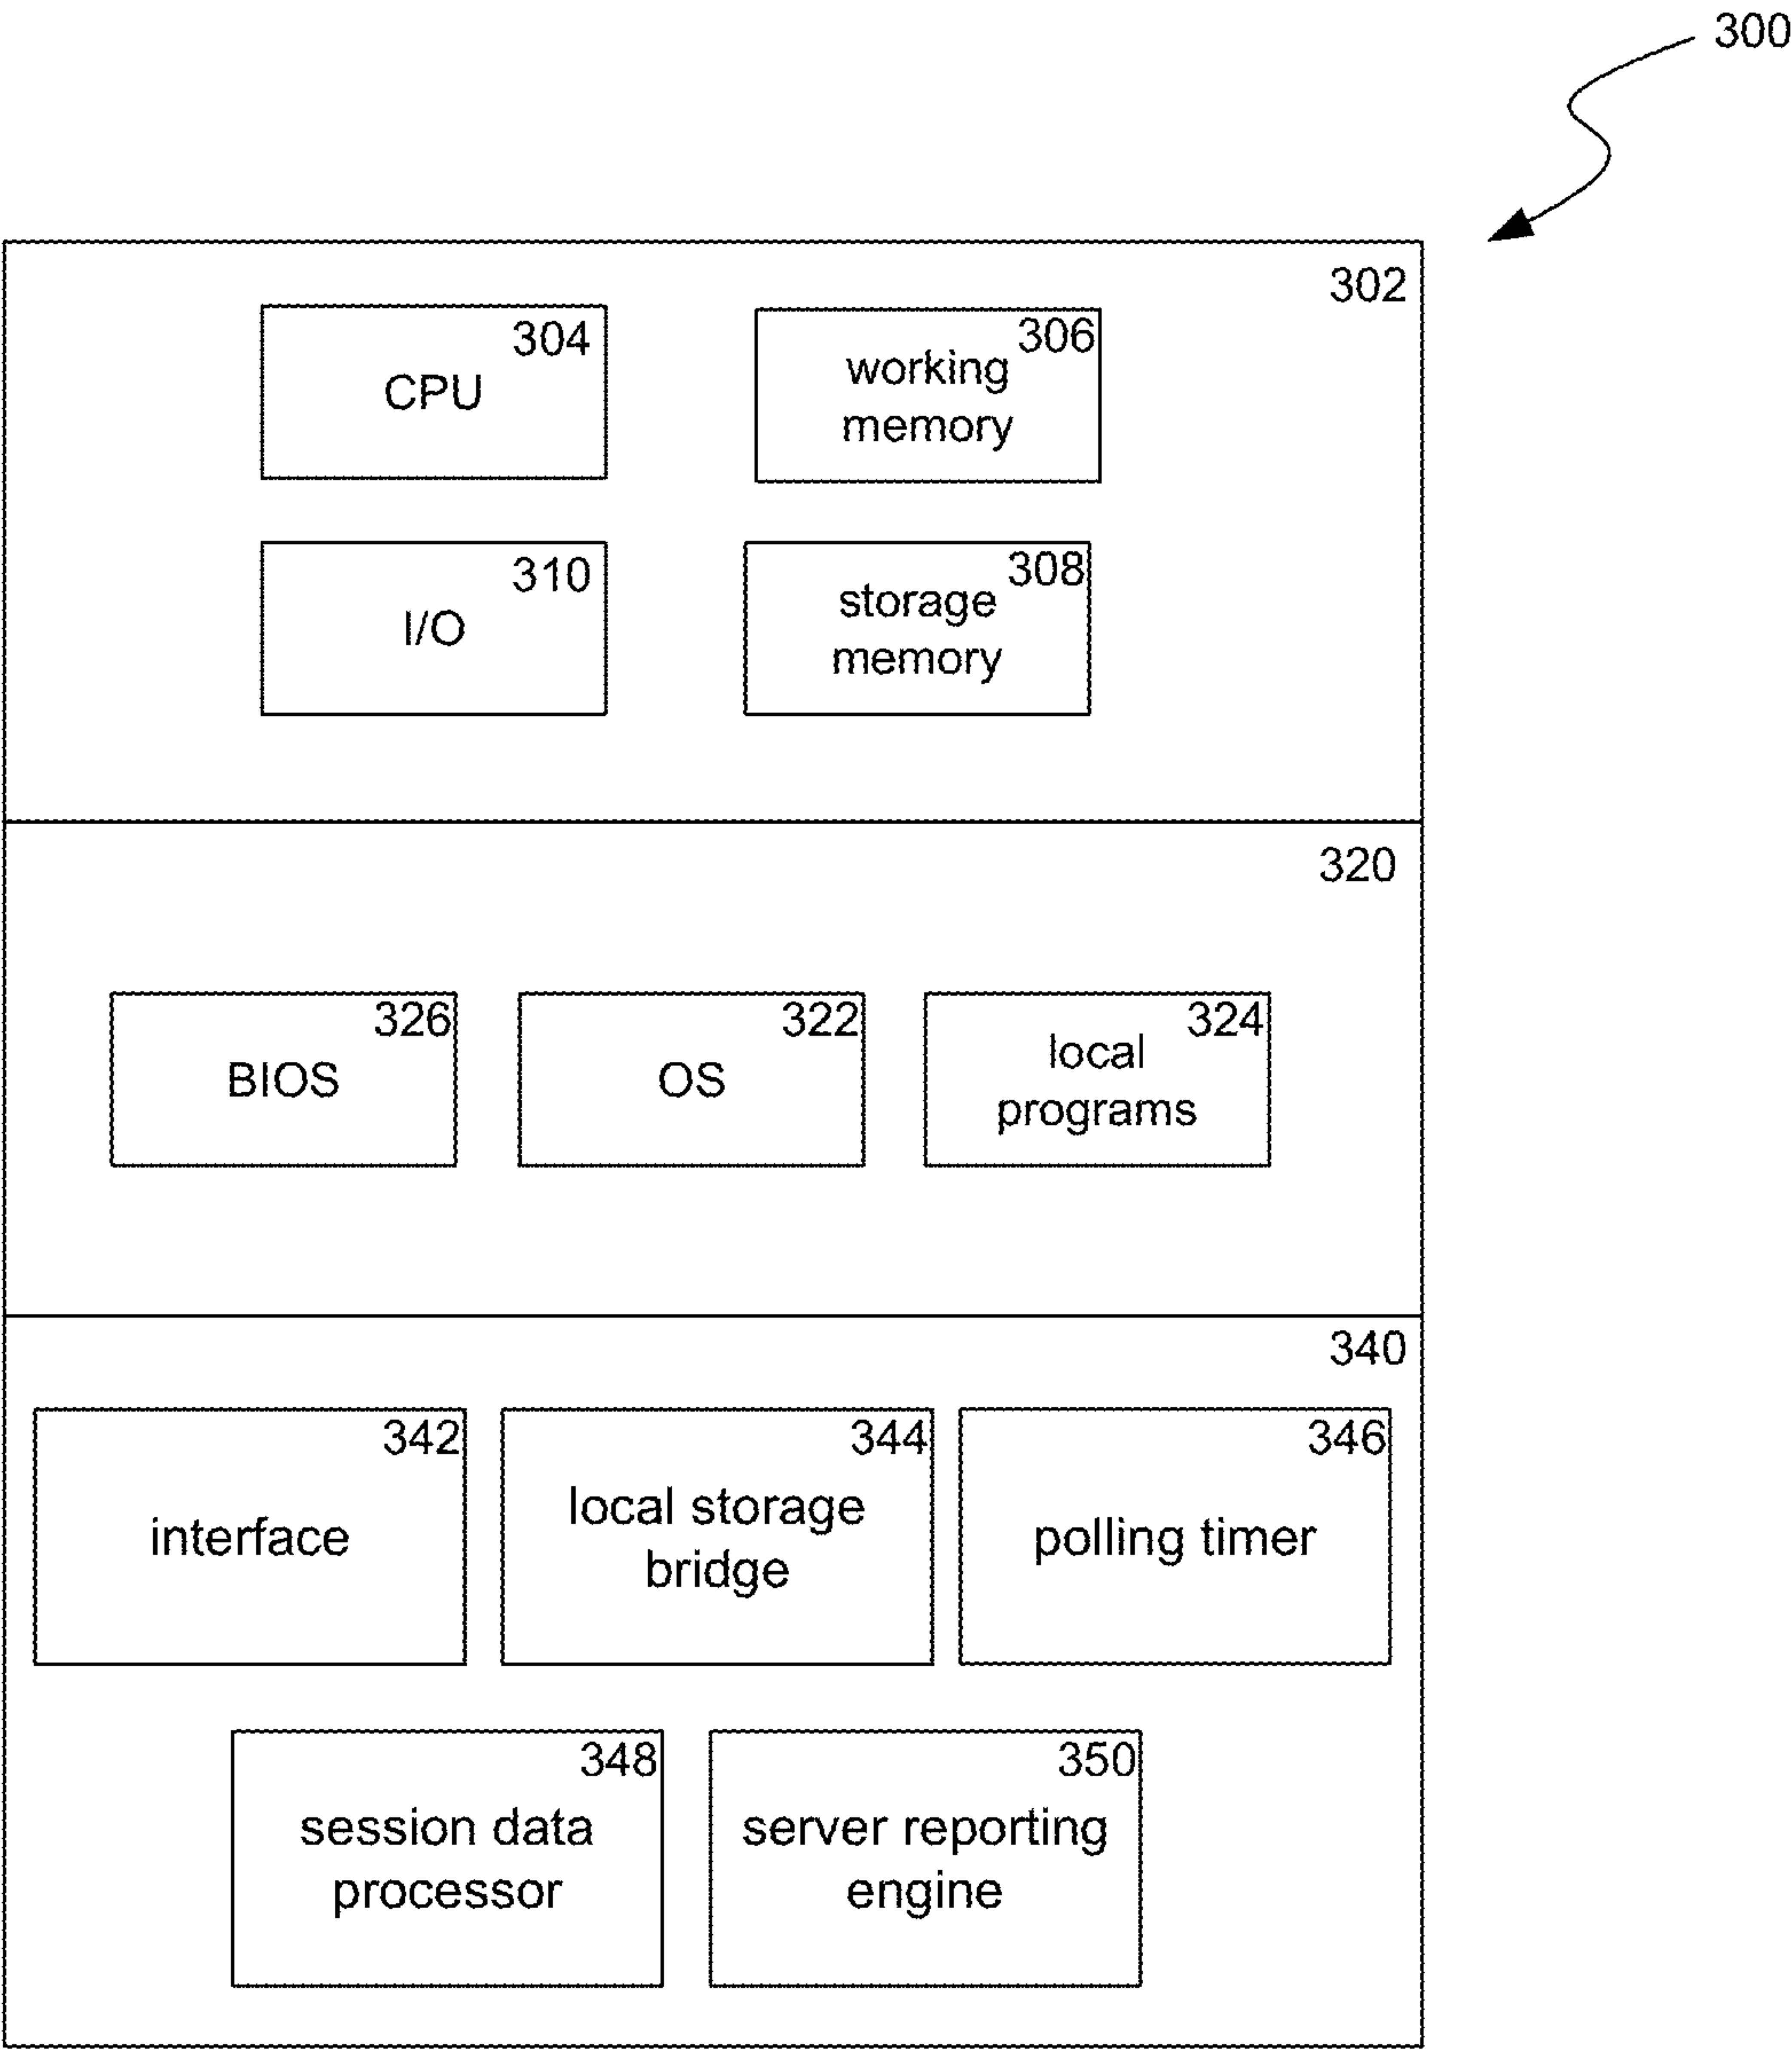 300
302
304
CPU
306
working
memory
310
I/O
308
storage
memory
320
326
BIOS
322
OS
324
local
programs
340
342
interface
344
local storage
bridge
346
polling timer
348
session data
processor
350
server reporting
engine